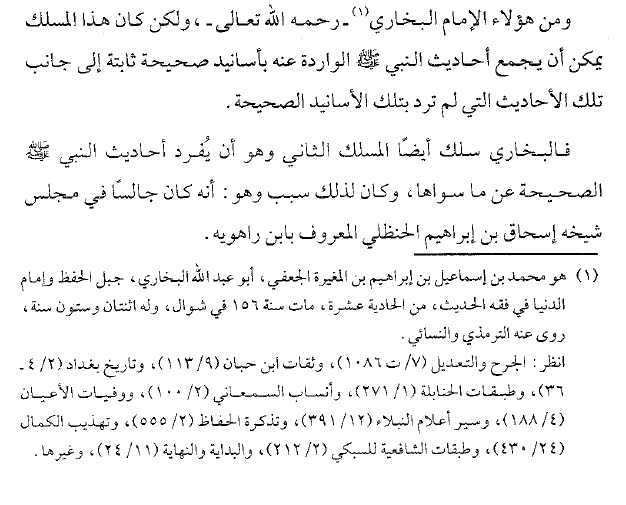 ومن هؤلاء الإمام البخاري(١) ـ رحمه الله تعالى ـ ، ولكن كان هذا المسلك
يمكن أن يجمع أحاديث النبي ﷺ الواردة عنه بأسانيد صحيحة ثابتة إلى جانب
تلك الأحاديث التي لم ترد بتلك الأسانيد الصحيحة .
فالبخاري سلك أيضًا المسلك الثاني وهو أن يُفرد أحاديث النبي ﷺ
الصحيحة عن ما سواها، وكان لذلك سبب وهو : أنه كان جالسًا في مجلس
شيخه إسحاق بن إبراهيم الحنظلي المعروف بابن راهويه .
(١) هو محمد بن إسماعيل بن إبراهيم بن المغيرة الجعفي، أبو عبد الله البخاري، جبل الحفظ وإمام
الدنيا في فقه الحديث، من الحادية عشرة، مات سنة ١٥٦ في شوال، وله اثنتان وستون سنة،
روى عنه الترمذي والنسائي .
انظر : الجرح والتعديل (٧/ ت ١٠٨٦)، وثقات ابن حبان (٩/ ١١٣)، وتاريخ بغداد (٢/ ٤ ـ
٣٦)، وطبقات الحنابلة (١/ ٢٧١)، وأنساب السمعاني (٢/ ١٠٠)، ووفيات الأعيان
(٤/ ١٨٨)، وسير أعلام النبلاء (١٢/ ٣٩١)، وتذكرة الحفاظ (٢/ ٥٥٥)، وتهذيب الكمال
(٢٤/ ٤٣٠)، وطبقات الشافعية للسبكي (٢/ ٢١٢)، والبداية والنهاية (١١/ ٢٤)، وغيرها .